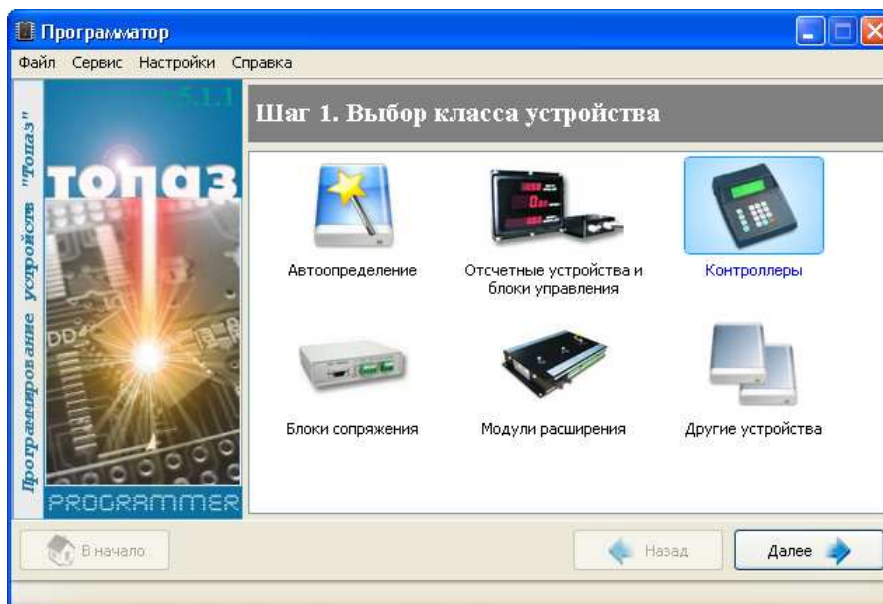 Программатор
Файл Сервис Настройки Справка
v5.1.1
Шаг 1. Выбор класса устройства
Программирование устройств "Топаз"
топаз
PROGRAMMER
Автоопределение
Отсчетные устройства и
блоки управления
Контроллеры
Блоки сопряжения
Модули расширения
Другие устройства
В начало
Назад
Далее